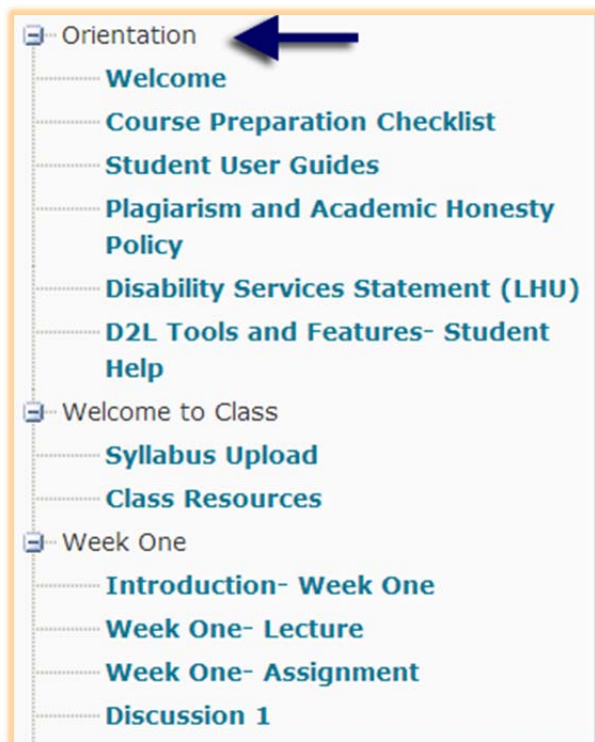 Orientation
Welcome
Course Preparation Checklist
Student User Guides
Plagiarism and Academic Honesty
Policy
Disability Services Statement (LHU)
D2L Tools and Features- Student
Help
Welcome to Class
Syllabus Upload
Class Resources
Week One
Introduction- Week One
Week One- Lecture
Week One- Assignment
Discussion 1